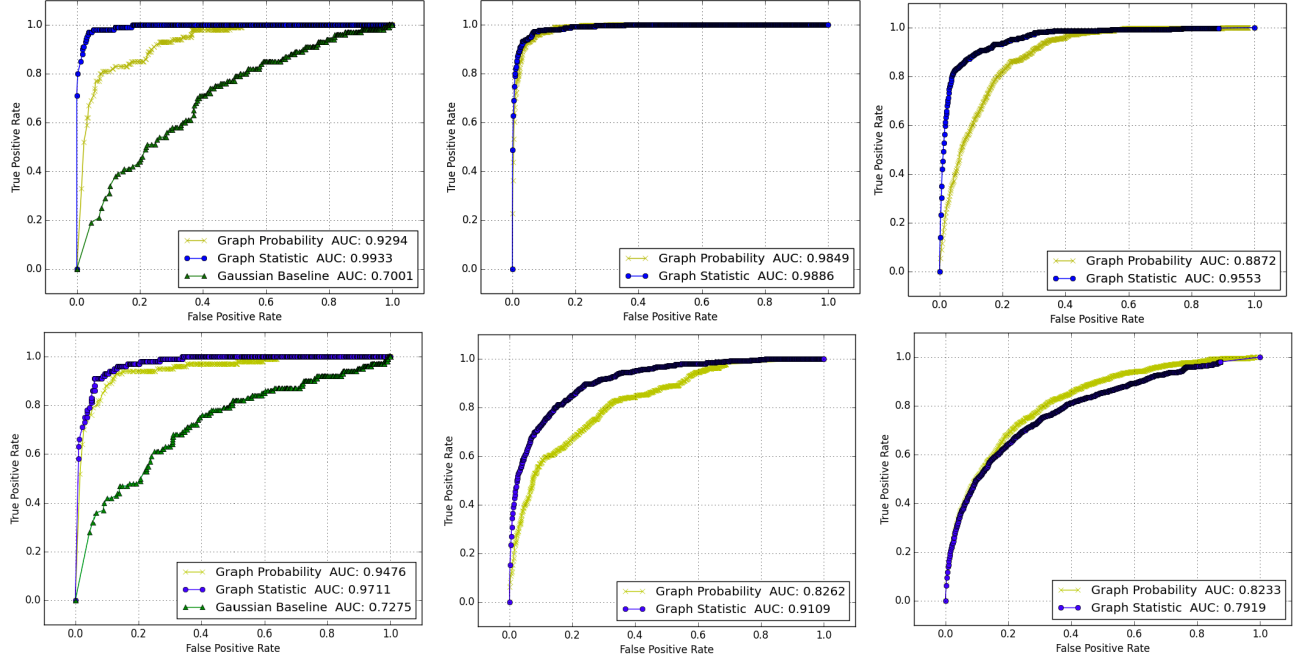 1.0
0.8
0.6
0.4
0.2
0.0
True Positive Rate
Graph Probability AUC: 0.9294
Graph Statistic AUC: 0.9933
Gaussian Baseline AUC: 0.7001
0.0 0.2 0.4 0.6 0.8 1.0
False Positive Rate
1.0
0.8
0.6
0.4
0.2
0.0
True Positive Rate
Graph Probability AUC: 0.9849
Graph Statistic AUC: 0.9886
0.0 0.2 0.4 0.6 0.8 1.0
False Positive Rate
1.0
0.8
0.6
0.4
0.2
0.0
True Positive Rate
Graph Probability AUC: 0.8872
Graph Statistic AUC: 0.9553
0.0 0.2 0.4 0.6 0.8 1.0
False Positive Rate
1.0
0.8
0.6
0.4
0.2
0.0
True Positive Rate
Graph Probability AUC: 0.9476
Graph Statistic AUC: 0.9711
Gaussian Baseline AUC: 0.7275
0.0 0.2 0.4 0.6 0.8 1.0
False Positive Rate
1.0
0.8
0.6
0.4
0.2
0.0
True Positive Rate
Graph Probability AUC: 0.8262
Graph Statistic AUC: 0.9109
0.0 0.2 0.4 0.6 0.8 1.0
False Positive Rate
1.0
0.8
0.6
0.4
0.2
0.0
True Positive Rate
Graph Probability AUC: 0.8233
Graph Statistic AUC: 0.7919
0.0 0.2 0.4 0.6 0.8 1.0
False Positive Rate